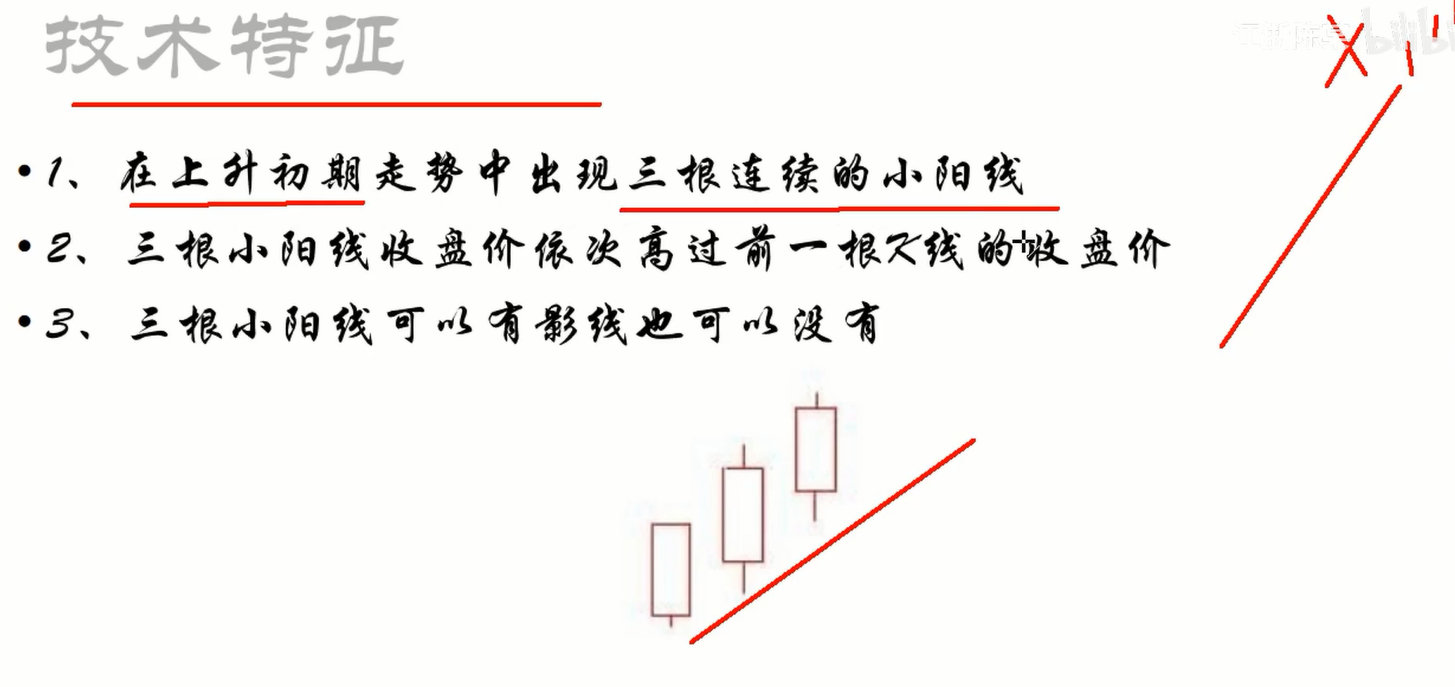 技术特征
• 1、在上升初期走势中出现三根连续的小阳线
• 2、三根小阳线收盘价依次高过前一根K线的收盘价
• 3、三根小阳线可以有影线也可以没有